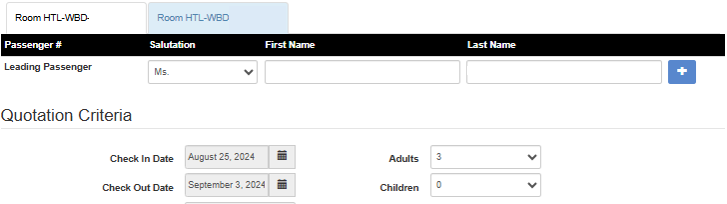 Room HTL-WBD- Room HTL-WBD
Passenger # Salutation First Name Last Name
Leading Passenger Ms.
Quotation Criteria
Check In Date August 25, 2024 Adults 3
Check Out Date September 3, 2024 Children 0